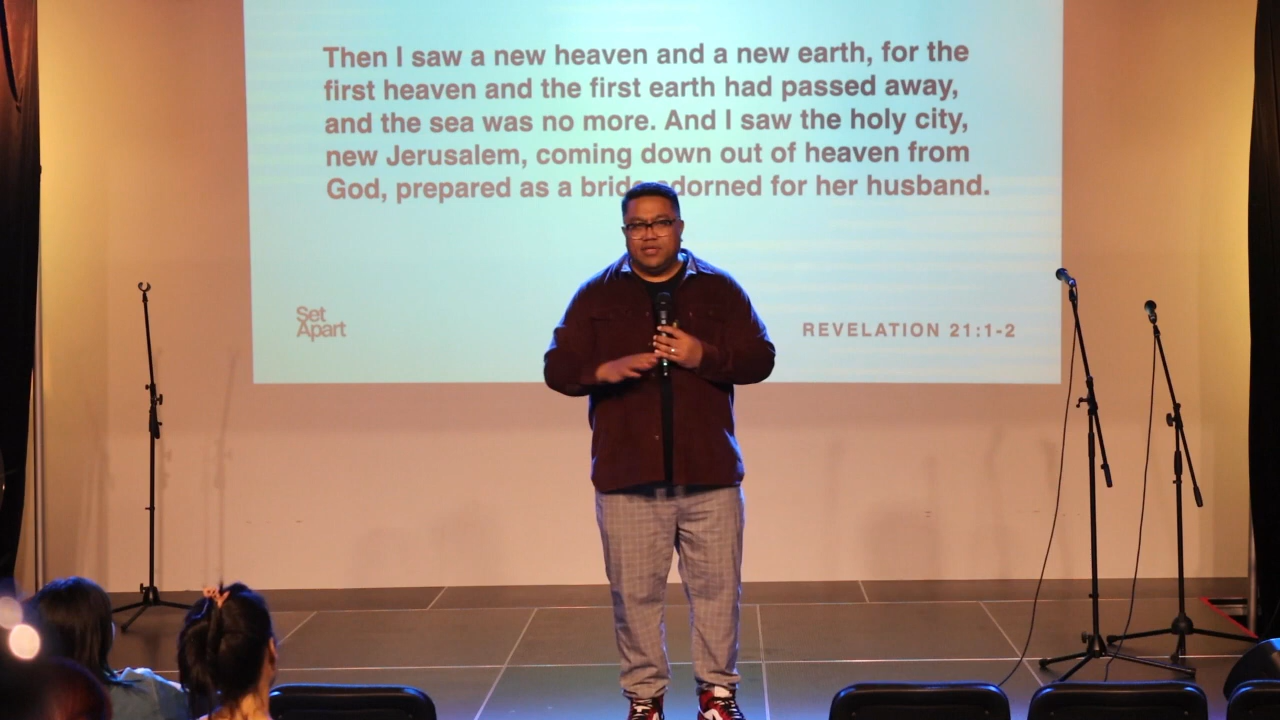 Then I saw a new heaven and a new earth, for the
first heaven and the first earth had passed away,
and the sea was no more. And I saw the holy city,
new Jerusalem, coming down out of heaven from
God, prepared as a bride adorned for her husband.
Set
Apart
REVELATION 21:1-2